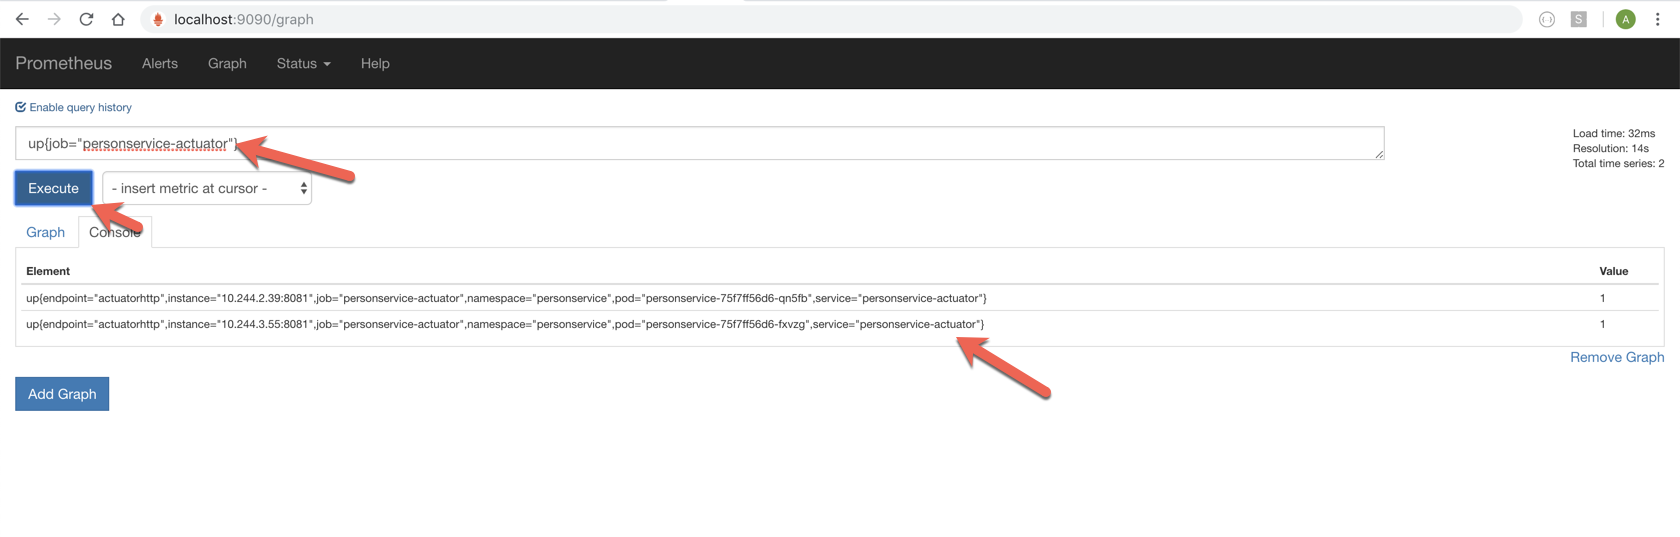 localhost:9090/graph
S
A
Prometheus Alerts Graph Status Help
Enable query history
up{job="personservice-actuator"}
Load time: 32ms
Resolution: 14s
Total time series: 2
Execute - insert metric at cursor -
Graph Console
Element Value
up{endpoint="actuatorhttp",instance="10.244.2.39:8081",job="personservice-actuator",namespace="personservice",pod="personservice-75f7ff56d6-qn5fb",service="personservice-actuator"} 1
up{endpoint="actuatorhttp",instance="10.244.3.55:8081",job="personservice-actuator",namespace="personservice",pod="personservice-75f7ff56d6-fxvzg",service="personservice-actuator"} 1
Remove Graph
Add Graph